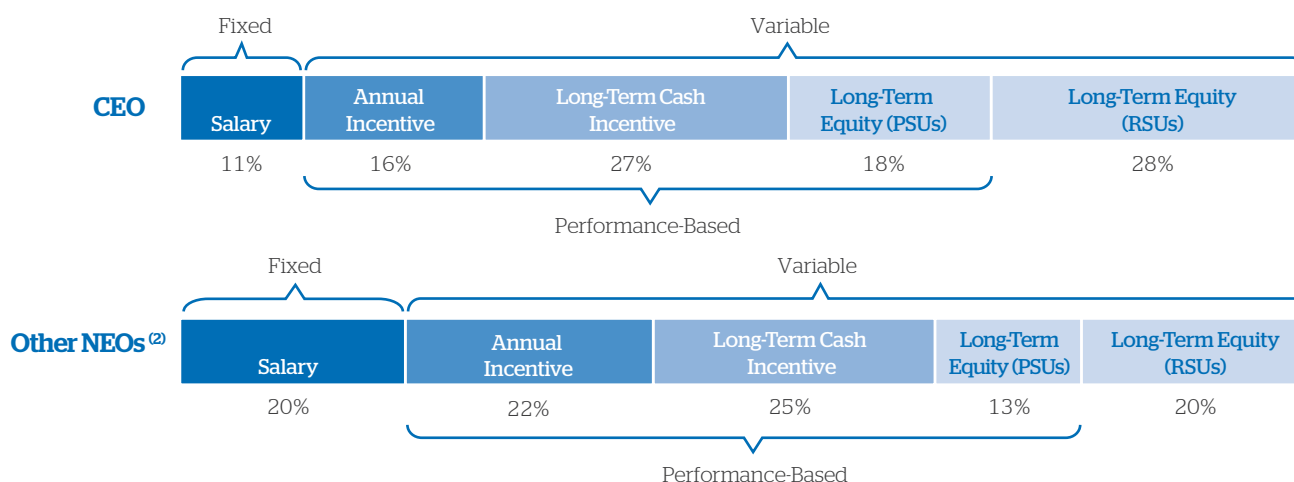 Fixed
Variable
CEO
Salary
Annual
Incentive
Long-Term Cash
Incentive
Long-Term
Equity (PSUs)
Long-Term Equity
(RSUs)
11%
16%
27%
18%
28%
Performance-Based
Fixed
Variable
Other NEOs (2)
Salary
Annual
Incentive
Long-Term Cash
Incentive
Long-Term
Equity (PSUs)
Long-Term Equity
(RSUs)
20%
22%
25%
13%
20%
Performance-Based